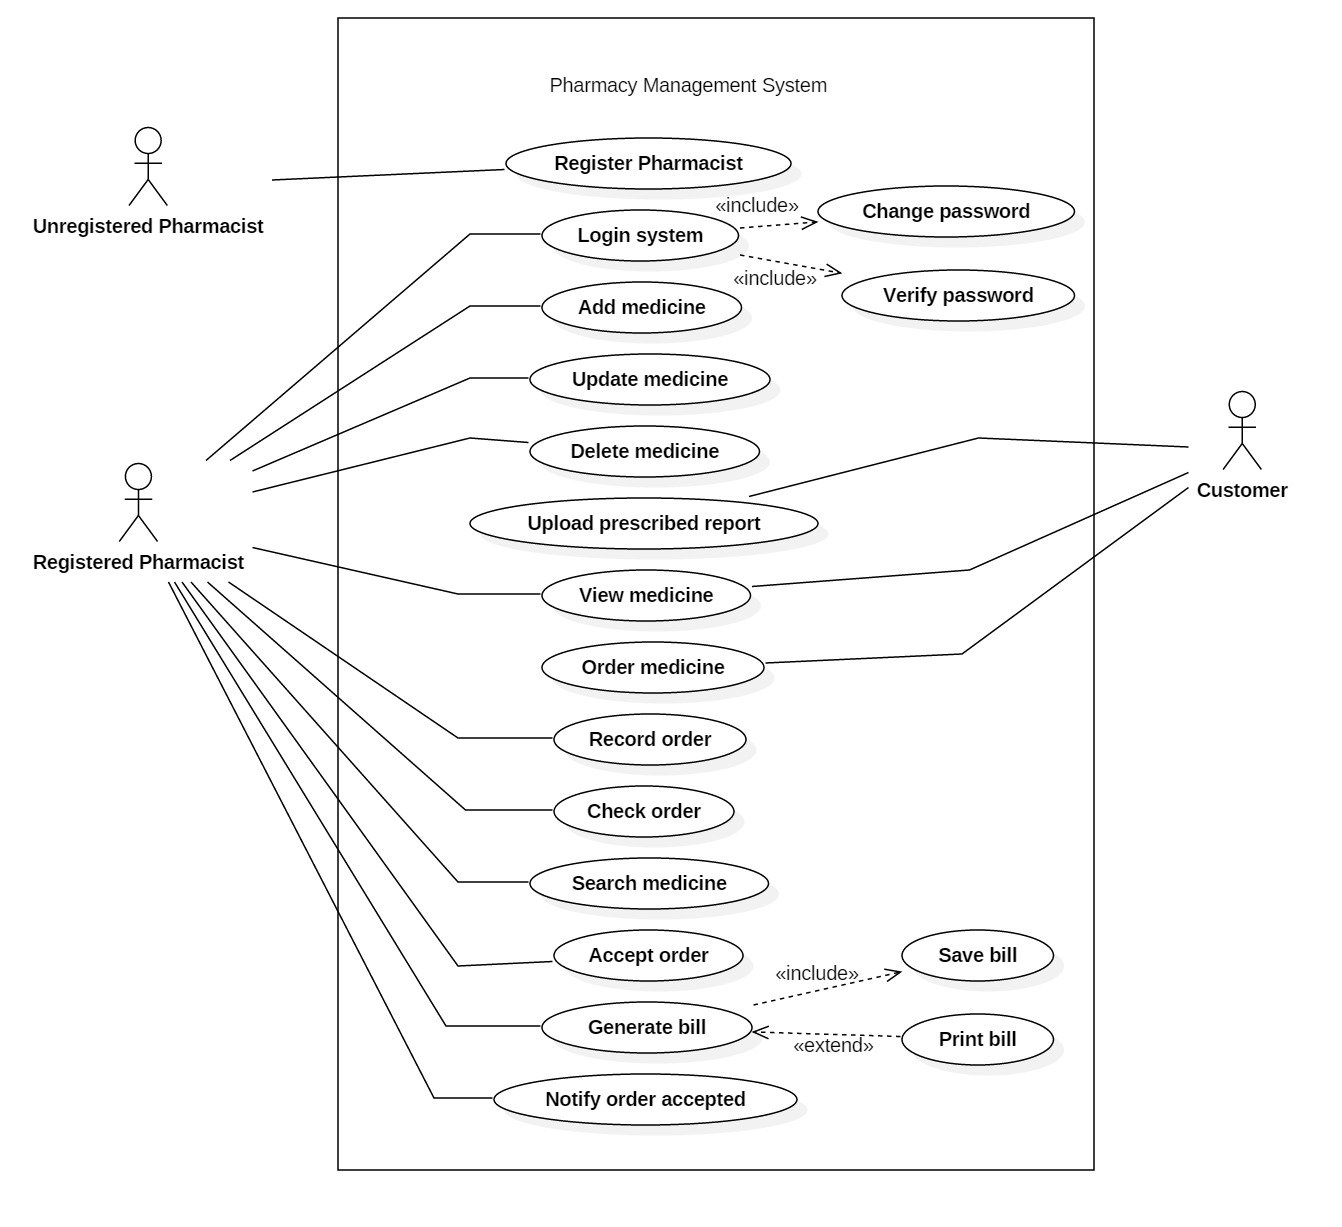 Pharmacy Management System
Register Pharmacist
Unregistered Pharmacist
«include»
Change password
Login system
«include»
Verify password
Add medicine
Update medicine
Delete medicine
Customer
Upload prescribed report
Registered Pharmacist
View medicine
Order medicine
Record order
Check order
Search medicine
Accept order
Save bill
«include»
Generate bill
Print bill
«extend»
Notify order accepted